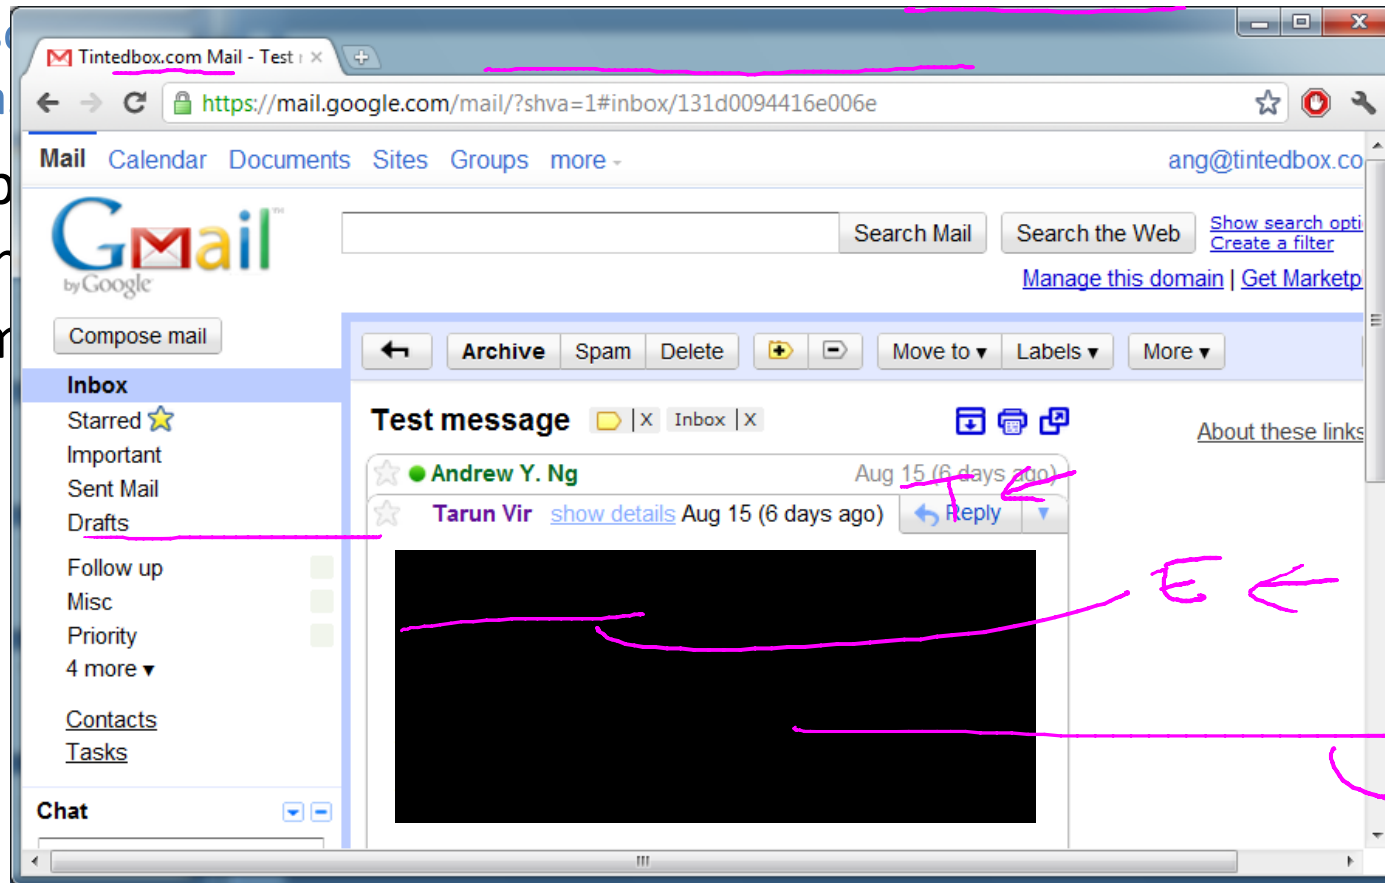 Tintedbox.com Mail - Test
https://mail.google.com/mail/?shva=1#inbox/131d0094416e006e
Mail Calendar Documents Sites Groups more
ang@tintedbox.co
Gmail™
by Google
Search Mail Search the Web Show search opti
Create a filter
Manage this domain | Get Marketp
Compose mail
Archive Spam Delete Move to Labels More
Inbox
Starred
Important
Sent Mail
Drafts
Follow up
Misc
Priority
4 more
Contacts
Tasks
Chat
Test message X Inbox X
About these links
Andrew Y. Ng Aug 15 (6 days ago)
Tarun Vir show details Aug 15 (6 days ago) Reply
T
E